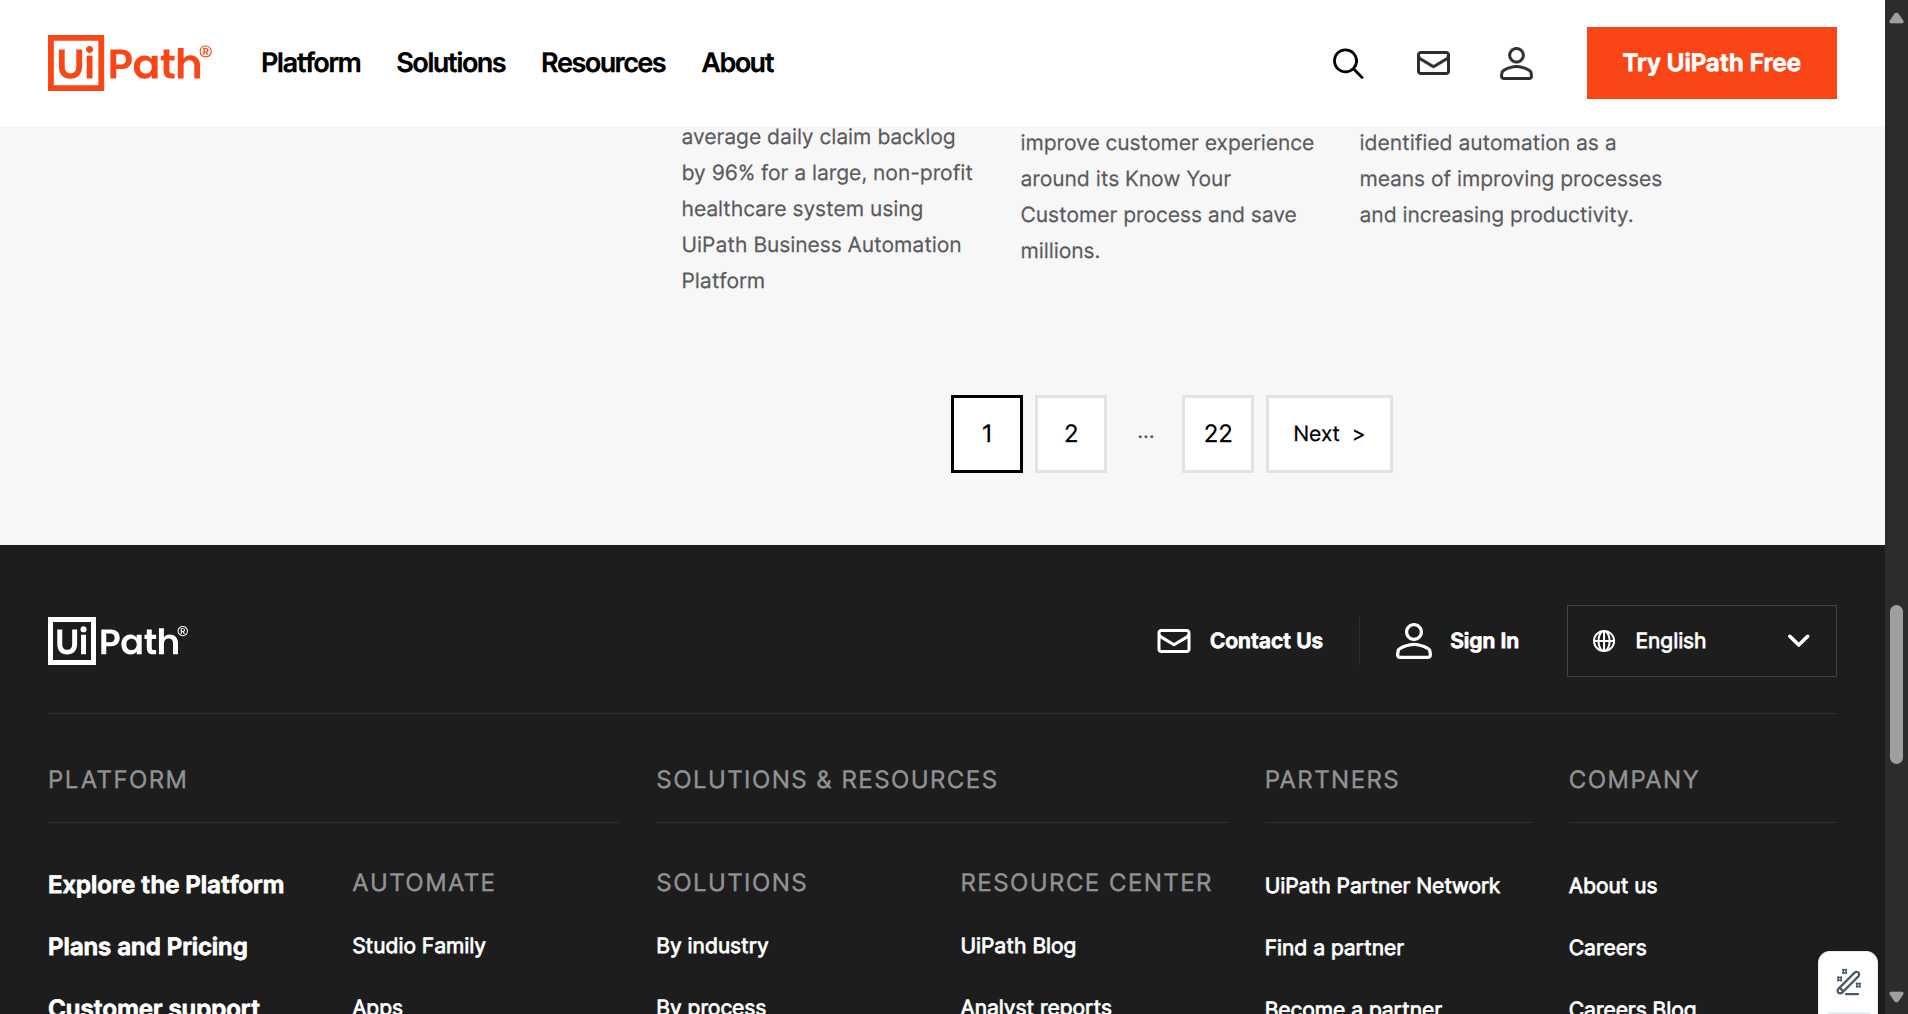 UiPath®
Platform
Solutions
Resources
About
Try UiPath Free
average daily claim backlog
by 96% for a large, non-profit
healthcare system using
UiPath Business Automation
Platform
improve customer experience
around its Know Your
Customer process and save
millions.
identified automation as a
means of improving processes
and increasing productivity.
1
2
...
22
Next >
UiPath®
Contact Us
Sign In
English
PLATFORM
SOLUTIONS & RESOURCES
PARTNERS
COMPANY
Explore the Platform
Plans and Pricing
Customer support
AUTOMATE
Studio Family
Apps
SOLUTIONS
By industry
By process
RESOURCE CENTER
UiPath Blog
Analyst reports
UiPath Partner Network
Find a partner
Become a partner
About us
Careers
Careers Blog